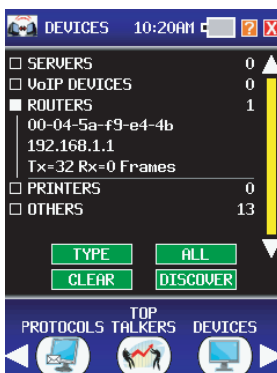 DEVICES 10:20AM ? X
SERVERS 0
VoIP DEVICES 0
ROUTERS 1
00-04-5a-f9-e4-4b
192.168.1.1
Tx=32 Rx=0 Frames
PRINTERS 0
OTHERS 13
TYPE ALL
CLEAR DISCOVER
TOP
PROTOCOLS TALKERS DEVICES